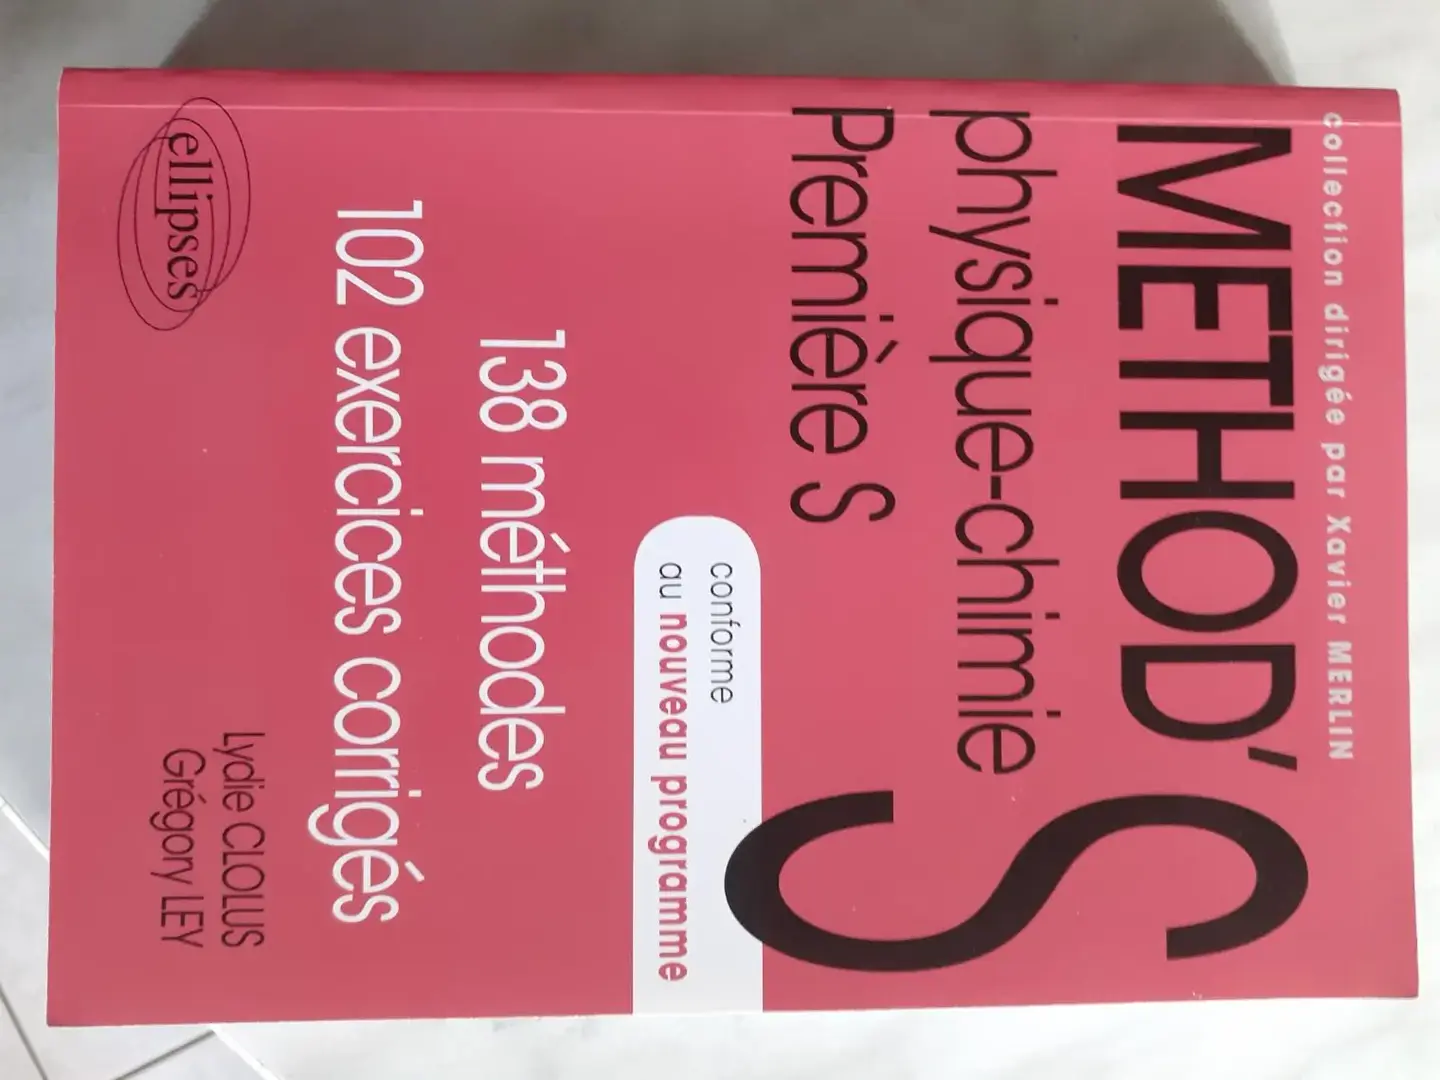 collection dirigée par Xavier MERLIN
METHOD'S
physique-chimie
Première S
conforme
au nouveau programme
138 méthodes
102 exercices corrigés
Lydie CLOLUS
Grégory LEY
ellipses